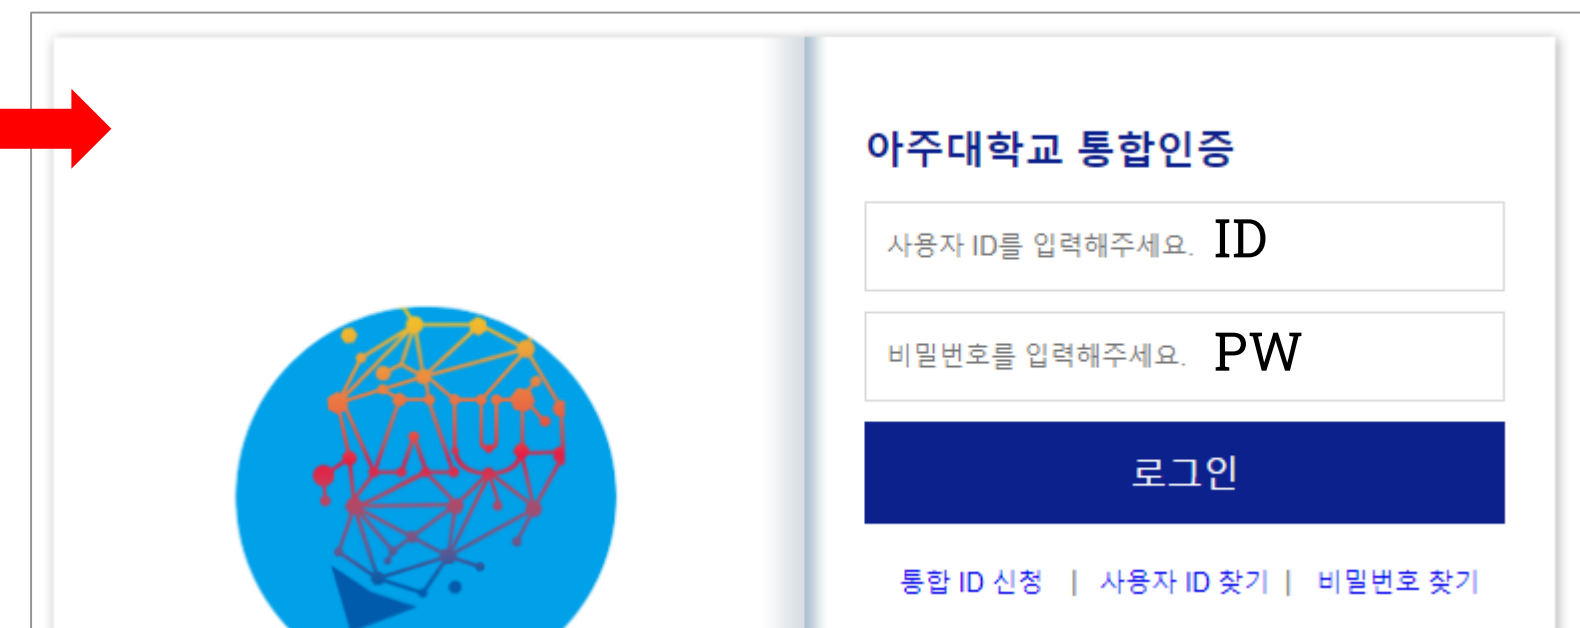 아주대학교 통합인증
사용자 ID를 입력해주세요. ID
비밀번호를 입력해주세요. PW
로그인
통합 ID 신청 | 사용자 ID 찾기 | 비밀번호 찾기
AU